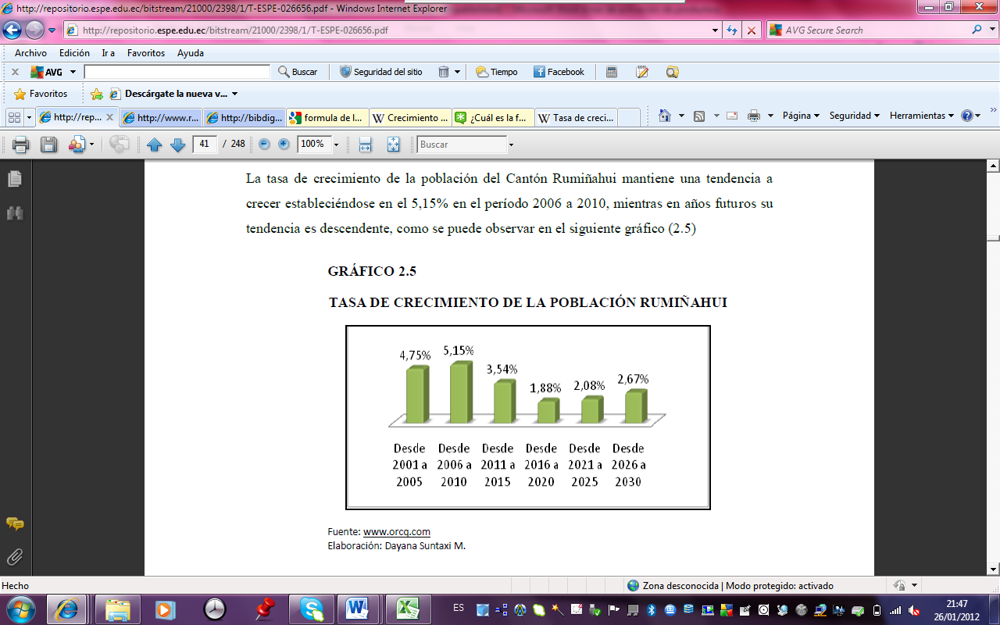 http://repositorio.espe.edu.ec/bitstream/21000/2398/1/T-ESPE-026656.pdf - Windows Internet Explorer
http://repositorio.espe.edu.ec/bitstream/21000/2398/1/T-ESPE-026656.pdf
AVG Secure Search
Archivo Edición Ir a Favoritos Ayuda
AVG Buscar Seguridad del sitio Tiempo Facebook
Favoritos Descárgate la nueva v...
http://rep... http://www.r... http://bibdig... formula de l... Crecimiento ... ¿Cuál es la f... Tasa de creci... Página Seguridad Herramientas
41 / 248 100% Buscar
La tasa de crecimiento de la población del Cantón Rumiñahui mantiene una tendencia a
crecer estableciéndose en el 5,15% en el período 2006 a 2010, mientras en años futuros su
tendencia es descendente, como se puede observar en el siguiente gráfico (2.5)
GRÁFICO 2.5
TASA DE CRECIMIENTO DE LA POBLACIÓN RUMIÑAHUI
4,75% 5,15% 3,54% 1,88% 2,08% 2,67%
Desde Desde Desde Desde Desde Desde
2001 a 2006 a 2011 a 2016 a 2021 a 2026 a
2005 2010 2015 2020 2025 2030
Fuente: www.orcq.com
Elaboración: Dayana Suntaxi M.
Hecho Zona desconocida | Modo protegido: activado
ES 21:47
26/01/2012